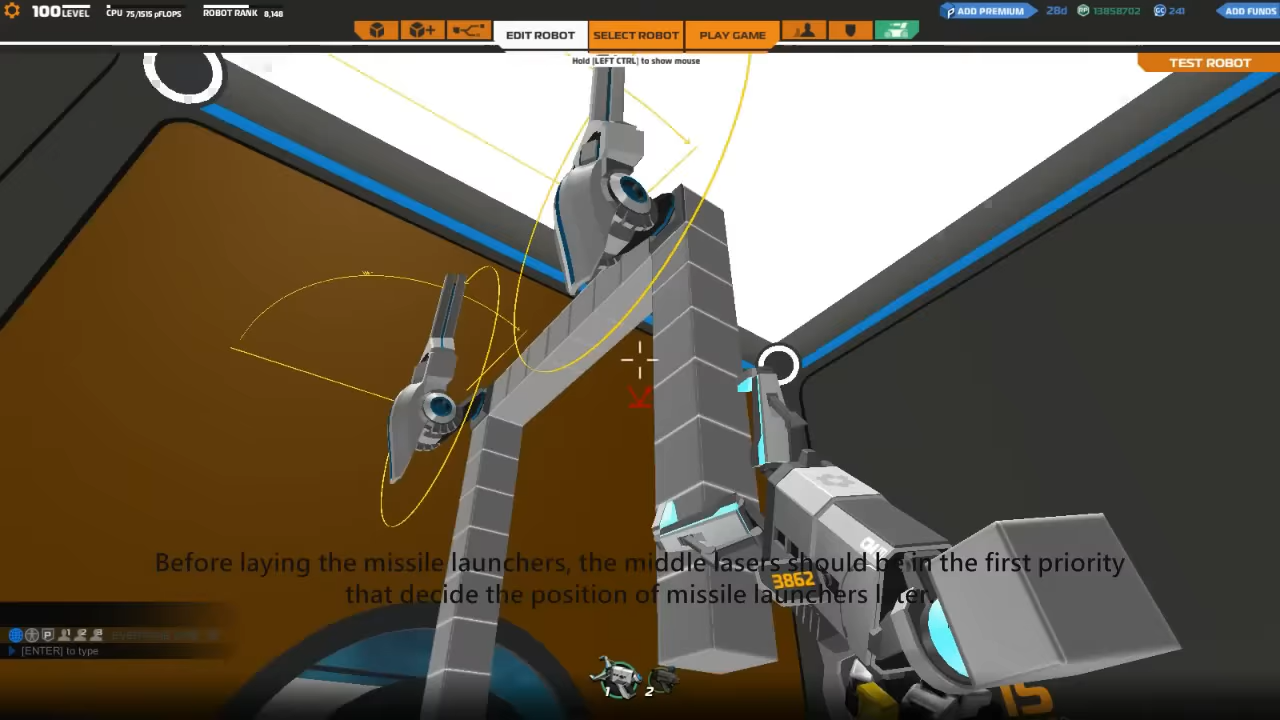 100 LEVEL
CPU 75/1515 pFLOPS
ROBOT RANK 8,148
ADD PREMIUM
28d
RP 13858702
GC 241
ADD FUNDS
EDIT ROBOT
SELECT ROBOT
PLAY GAME
Hold [LEFT CTRL] to show mouse
TEST ROBOT
Before laying the missile launchers, the middle lasers should be in the first priority
3862
that decide the position of missile launchers later
[ENTER] to type
1
2
15